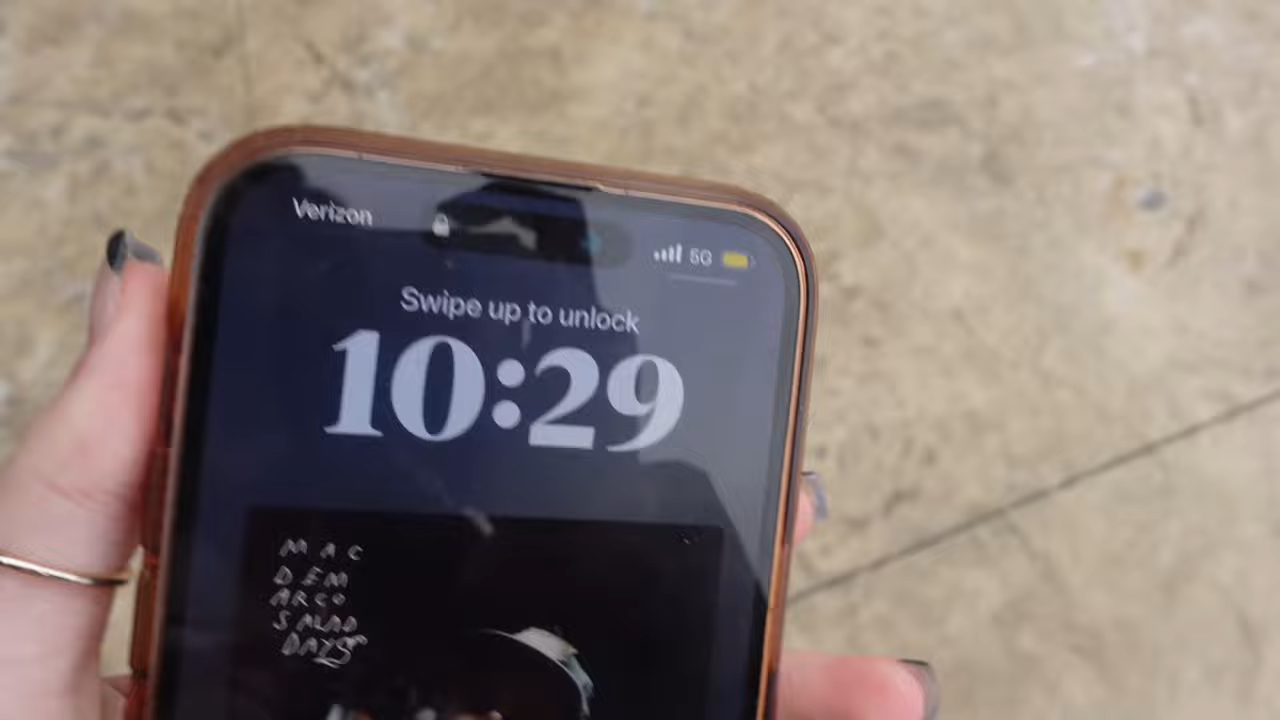 Verizon 5G
Swipe up to unlock
10:29
MAC
DEM
ARCO
SALAD
DAYS